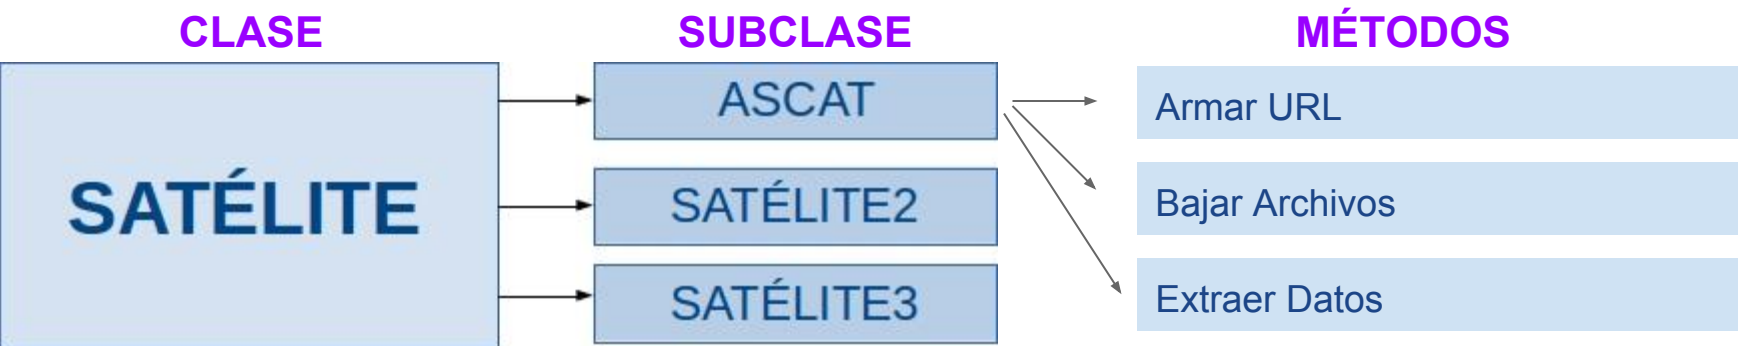 CLASE
SUBCLASE
MÉTODOS
SATÉLITE
ASCAT
SATÉLITE2
SATÉLITE3
Armar URL
Bajar Archivos
Extraer Datos